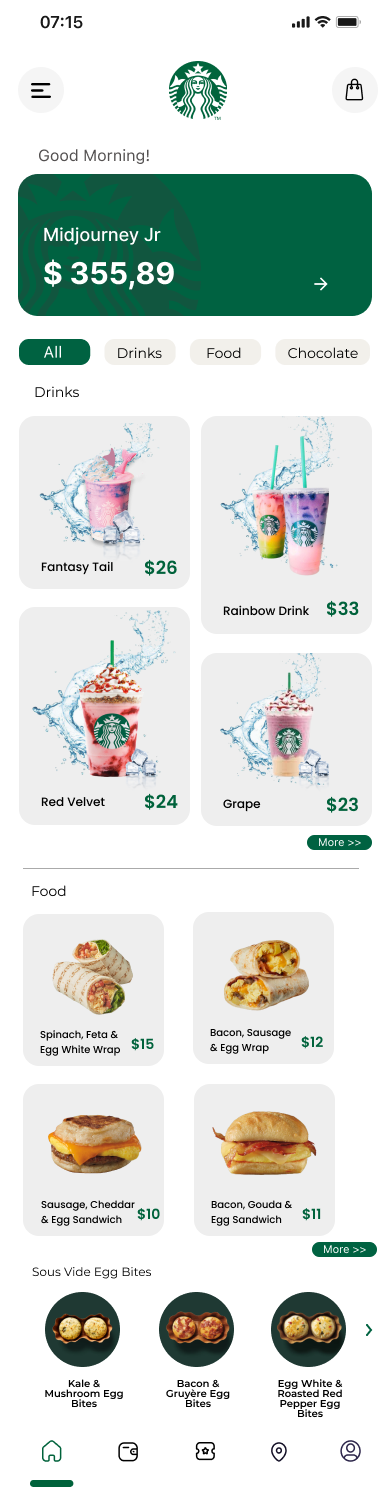 07:15
TM
Good Morning!
Midjourney Jr
$ 355,89
All
Drinks
Food
Chocolate
Drinks
Fantasy Tail
$26
Rainbow Drink
$33
Red Velvet
$24
Grape
$23
More >>
Food
Spinach, Feta &
Egg White Wrap
$15
Bacon, Sausage
& Egg Wrap
$12
Sausage, Cheddar
& Egg Sandwich
$10
Bacon, Gouda &
Egg Sandwich
$11
More >>
Sous Vide Egg Bites
Kale &
Mushroom Egg
Bites
Bacon &
Gruyère Egg
Bites
Egg White &
Roasted Red
Pepper Egg
Bites